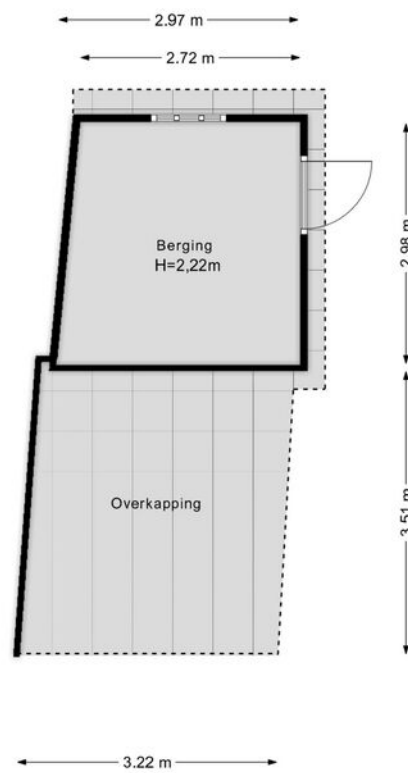 2.97 m
2.72 m
Berging
H=2,22m
2.98 m
Overkapping
3.51 m
3.22 m